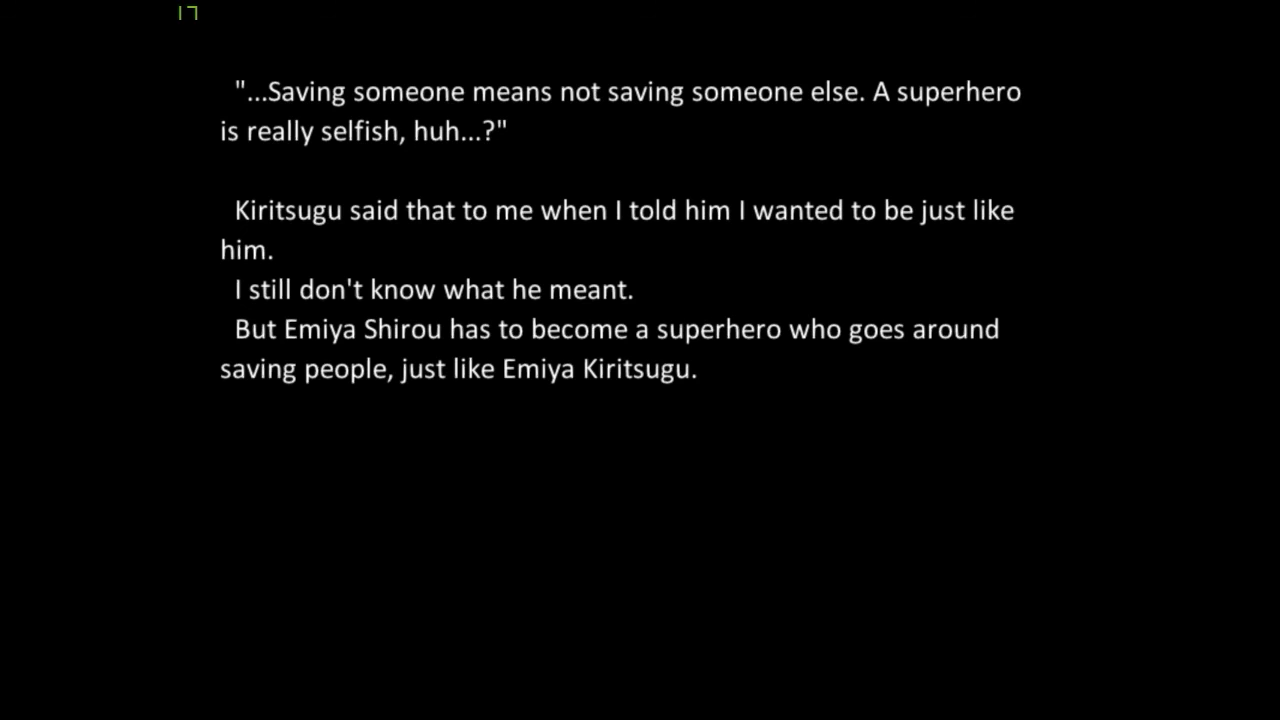 17
"...Saving someone means not saving someone else. A superhero
is really selfish, huh...?"
Kiritsugu said that to me when I told him I wanted to be just like
him.
I still don't know what he meant.
But Emiya Shirou has to become a superhero who goes around
saving people, just like Emiya Kiritsugu.